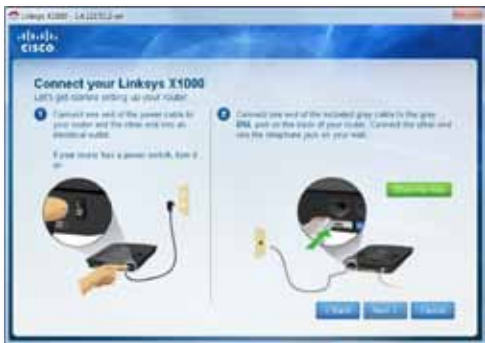 Linksys X1000 -
CISCO
Connect your Linksys X1000
Let's get started setting up your router.
1 Connect one end of the power cable to
your router and the other end into an
electrical outlet.
If your router has a power switch, turn it
on
2 Connect one end of the included gray cable to the gray
DSL port on the back of your router. Connect the other end
into the telephone jack on your wall.
Back Next Cancel